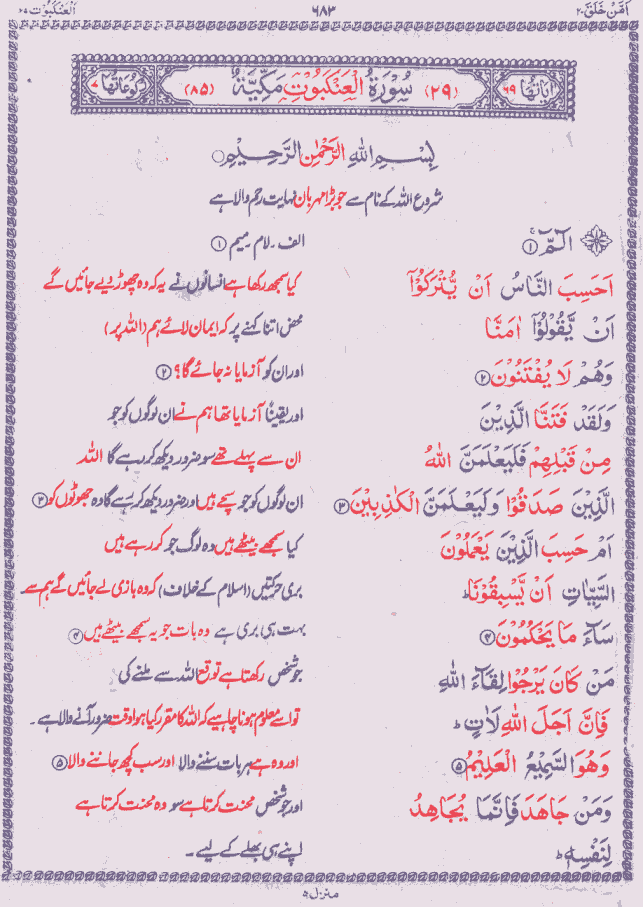 اَمَّنْ خَلَقَ ۲۰ ۶۸۳ اَلْعَنْكَبُوْت ۲۹
اٰيَاتُهَا ۶۹ (۲۹) سُوْرَةُ الْعَنْكَبُوْتِ مَكِّيَّةٌ (۸۵) رُكُوْعَاتُهَا ۷
بِسْمِ اللّٰهِ الرَّحْمٰنِ الرَّحِيْمِ
شروع اللہ کے نام سے جو بڑا مہربان نہایت رحم والا ہے
الٓمّٓ ۚ ۱ الف ۔ لام ۔ میم ۱
اَحَسِبَ النَّاسُ اَنْ يُّتْرَكُوْٓا کیا سمجھ رکھا ہے انسانوں نے یہ کہ وہ چھوڑ دیے جائیں گے
اَنْ يَّقُوْلُوْٓا اٰمَنَّا محض اتنا کہنے پر کہ ایمان لائے ہم (اللہ پر)
وَهُمْ لَا يُفْتَنُوْنَ ۲ اور ان کو آزمایا نہ جائے گا؟ ۲
وَلَقَدْ فَتَنَّا الَّذِيْنَ اور یقیناً آزمایا تھا ہم نے ان لوگوں کو جو
مِنْ قَبْلِهِمْ فَلَيَعْلَمَنَّ اللّٰهُ ان سے پہلے تھے سو ضرور دیکھ کر رہے گا اللہ
الَّذِيْنَ صَدَقُوْا وَلَيَعْلَمَنَّ الْكٰذِبِيْنَ ۳ ان لوگوں کو جو سچے ہیں اور ضرور دیکھ کر رہے گا وہ جھوٹوں کو ۳
اَمْ حَسِبَ الَّذِيْنَ يَعْمَلُوْنَ کیا سمجھے بیٹھے ہیں وہ لوگ جو کر رہے ہیں
السَّيِّاٰتِ اَنْ يَّسْبِقُوْنَا ؕ بری حرکتیں (اسلام کے خلاف) کہ وہ بازی لے جائیں گے ہم سے
سَآءَ مَا يَحْكُمُوْنَ ۴ بہت ہی بری ہے وہ بات جو یہ سمجھے بیٹھے ہیں ۴
مَنْ كَانَ يَرْجُوْا لِقَآءَ اللّٰهِ جو شخص رکھتا ہے توقع اللہ سے ملنے کی
فَاِنَّ اَجَلَ اللّٰهِ لَاٰتٍ ؕ تو اسے معلوم ہونا چاہیے کہ اللہ کا مقرر کیا ہوا وقت ضرور آنے والا ہے ۔
وَهُوَ السَّمِيْعُ الْعَلِيْمُ ۵ اور وہ ہے ہر بات سننے والا اور سب کچھ جاننے والا ۵
وَمَنْ جَاهَدَ فَاِنَّمَا يُجَاهِدُ اور جو شخص محنت کرتا ہے سو وہ محنت کرتا ہے
لِنَفْسِهٖ ؕ اپنے ہی بھلے کے لیے ۔
منزل ۵